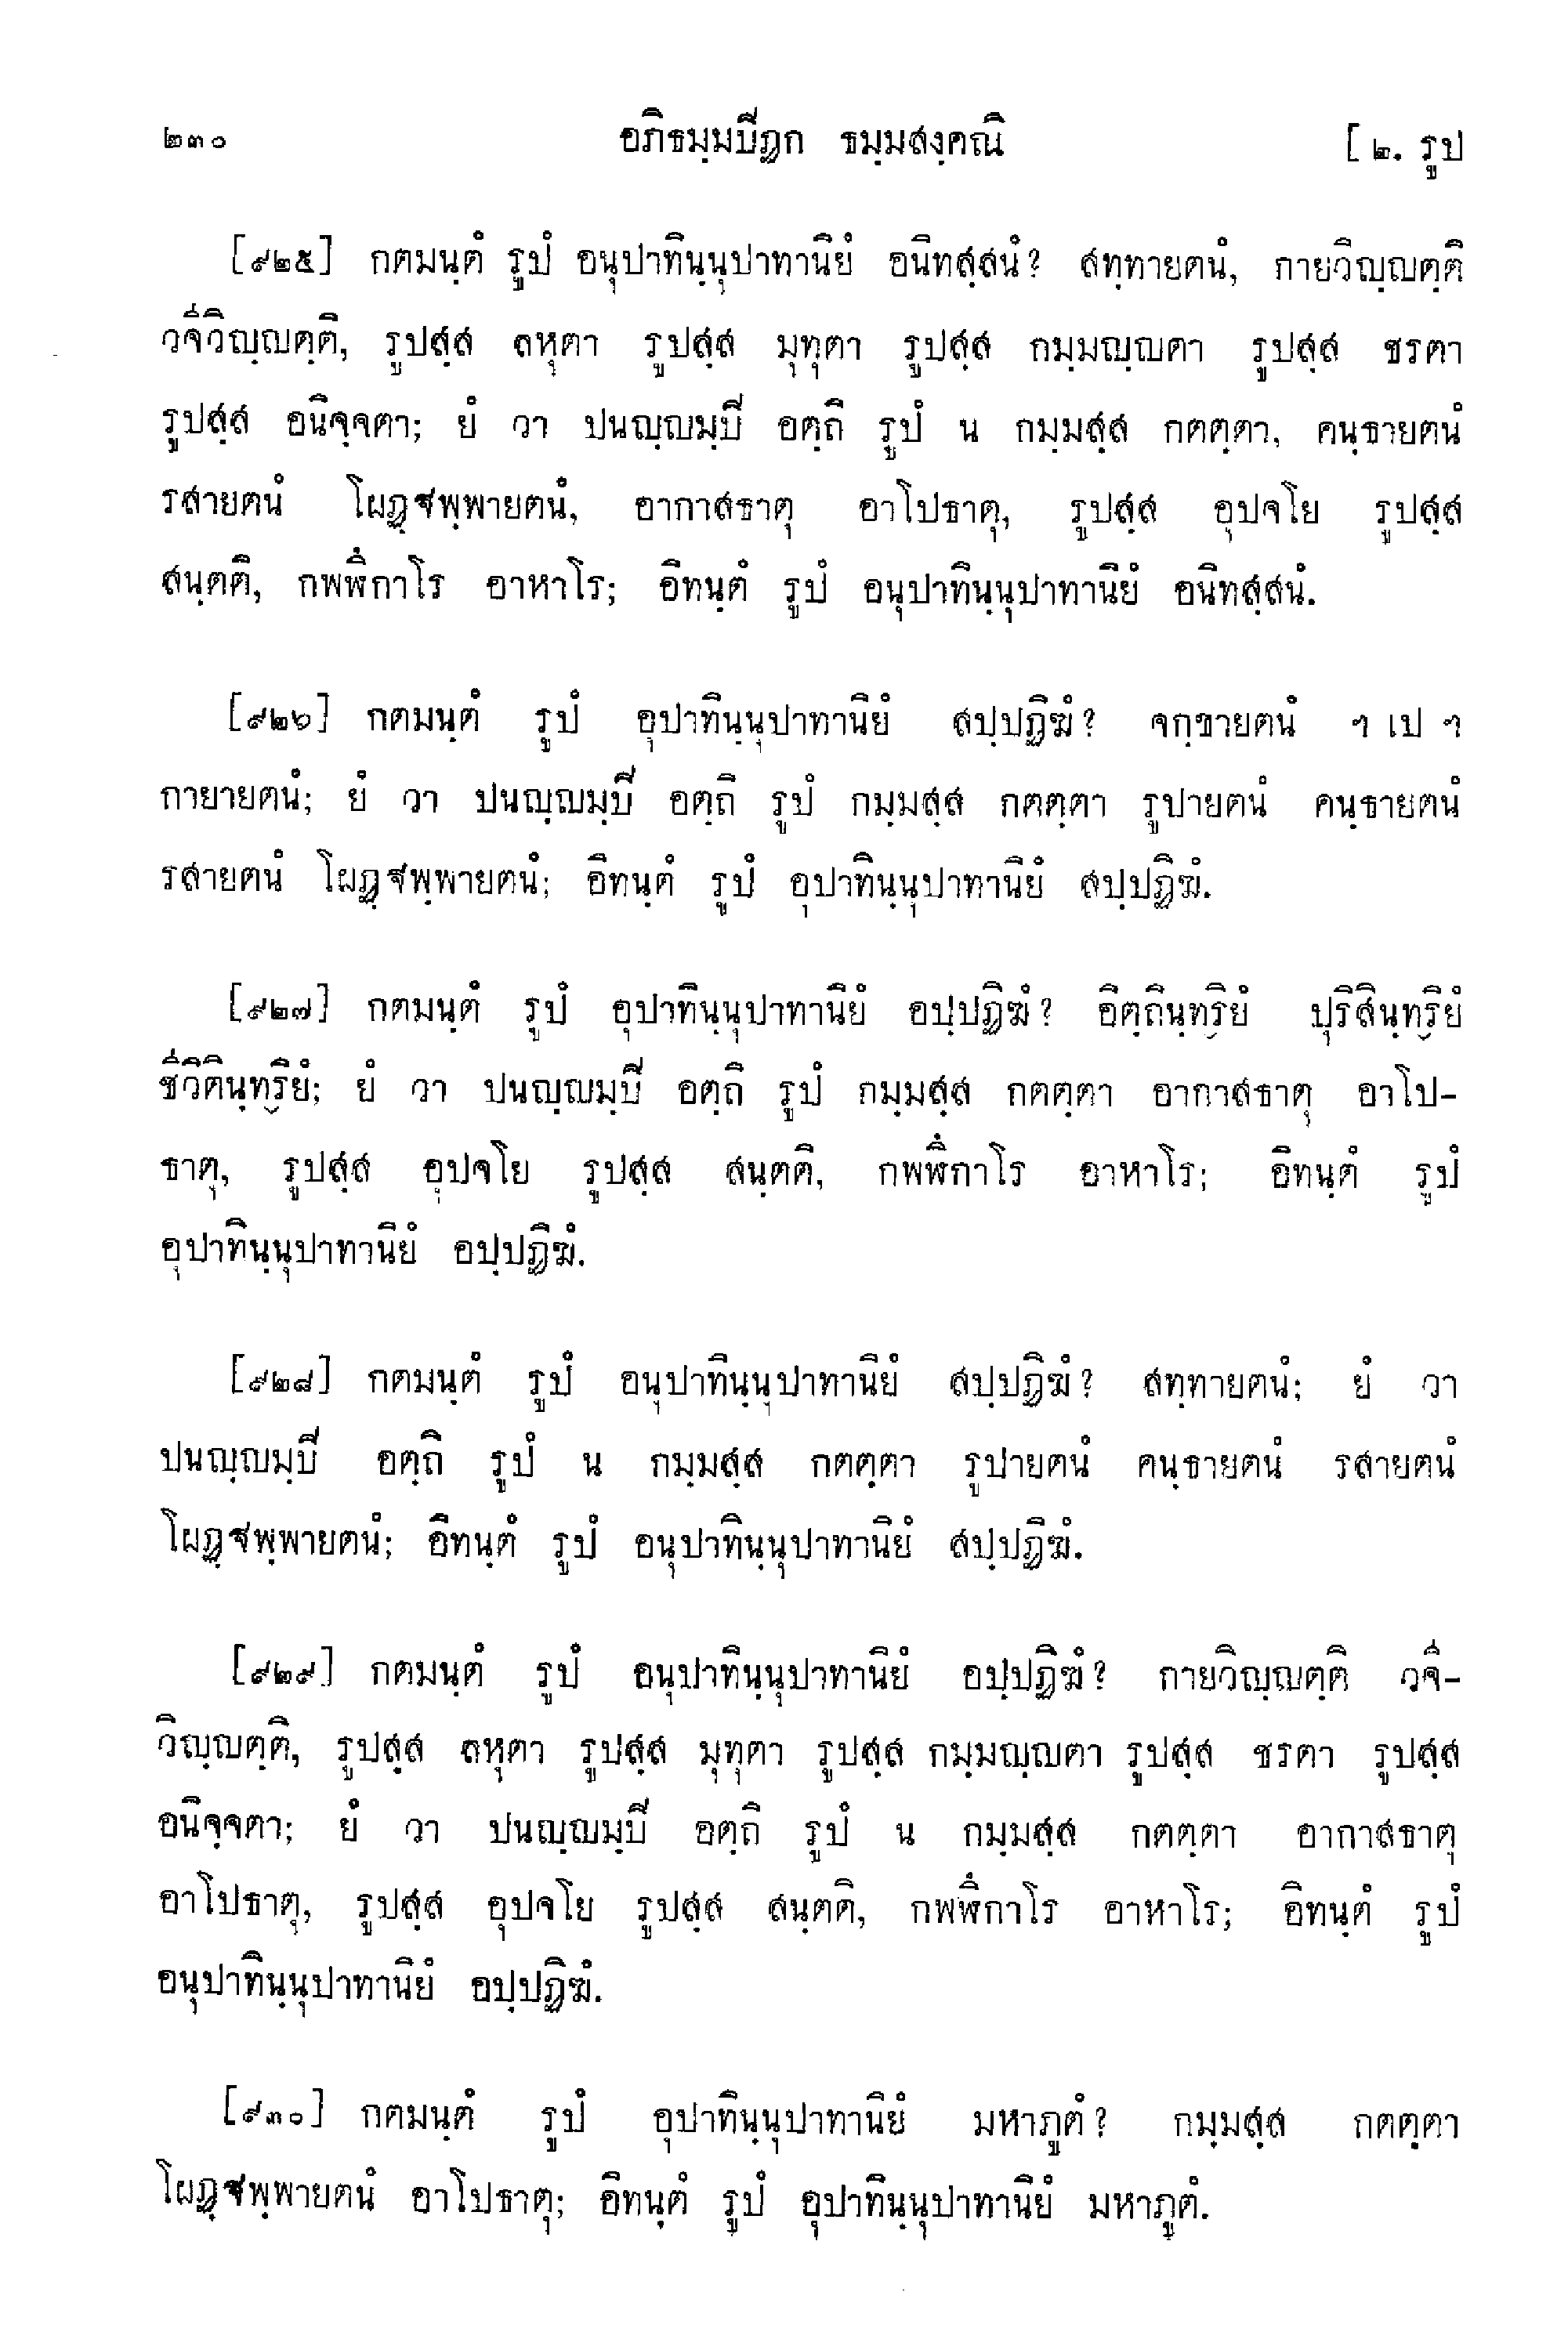 ๒๓๐ อภิธมฺมปีฏก ธมฺมสงฺคณี [ ๒. รูป
[๙๒๕] กตมนฺตํ รูปํ อนุปาทินฺนุปาทานิยํ อนิทสฺสนํ? สทฺทายตนํ, กายวิญฺญตฺติ
วจีวิญฺญตฺติ, รูปสฺส ลหุตา รูปสฺส มุทุตา รูปสฺส กมฺมญฺญตา รูปสฺส ชรตา
รูปสฺส อนิจฺจตา; ยํ วา ปนญฺญมฺปี อตฺถิ รูปํ น กมฺมสฺส กตตฺตา, คนฺธายตนํ
รสายตนํ โผฏฺฐพฺพายตนํ, อากาสธาตุ อาโปธาตุ, รูปสฺส อุปจโย รูปสฺส
สนฺตติ, กพฬิํกาโร อาหาโร; อิทนฺตํ รูปํ อนุปาทินฺนุปาทานิยํ อนิทสฺสนํ.
[๙๒๖] กตมนฺตํ รูปํ อุปาทินฺนุปาทานิยํ สปฺปฏิฆํ? จกฺขายตนํ ฯ เป ฯ
กายายตนํ; ยํ วา ปนญฺญมฺปี อตฺถิ รูปํ กมฺมสฺส กตตฺตา รูปายตนํ คนฺธายตนํ
รสายตนํ โผฏฺฐพฺพายตนํ; อิทนฺตํ รูปํ อุปาทินฺนุปาทานิยํ สปฺปฏิฆํ.
[๙๒๗] กตมนฺตํ รูปํ อุปาทินฺนุปาทานิยํ อปฺปฏิฆํ? อิตฺถินฺทฺริยํ ปุริสินฺทฺริยํ
ชีวิตินฺทฺริยํ; ยํ วา ปนญฺญมฺปี อตฺถิ รูปํ กมฺมสฺส กตตฺตา อากาสธาตุ อาโป-
ธาตุ, รูปสฺส อุปจโย รูปสฺส สนฺตติ, กพฬิํกาโร อาหาโร; อิทนฺตํ รูปํ
อุปาทินฺนุปาทานิยํ อปฺปฏิฆํ.
[๙๒๘] กตมนฺตํ รูปํ อนุปาทินฺนุปาทานิยํ สปฺปฏิฆํ? สทฺทายตนํ; ยํ วา
ปนญฺญมฺปี อตฺถิ รูปํ น กมฺมสฺส กตตฺตา รูปายตนํ คนฺธายตนํ รสายตนํ
โผฏฺฐพฺพายตนํ; อิทนฺตํ รูปํ อนุปาทินฺนุปาทานิยํ สปฺปฏิฆํ.
[๙๒๙] กตมนฺตํ รูปํ อนุปาทินฺนุปาทานิยํ อปฺปฏิฆํ? กายวิญฺญตฺติ วจี-
วิญฺญตฺติ, รูปสฺส ลหุตา รูปสฺส มุทุตา รูปสฺส กมฺมญฺญตา รูปสฺส ชรตา รูปสฺส
อนิจฺจตา; ยํ วา ปนญฺญมฺปี อตฺถิ รูปํ น กมฺมสฺส กตตฺตา อากาสธาตุ
อาโปธาตุ, รูปสฺส อุปจโย รูปสฺส สนฺตติ, กพฬิํกาโร อาหาโร; อิทนฺตํ รูปํ
อนุปาทินฺนุปาทานิยํ อปฺปฏิฆํ.
[๙๓๐] กตมนฺตํ รูปํ อุปาทินฺนุปาทานิยํ มหาภูตํ? กมฺมสฺส กตตฺตา
โผฏฺฐพฺพายตนํ อาโปธาตุ; อิทนฺตํ รูปํ อุปาทินฺนุปาทานิยํ มหาภูตํ.